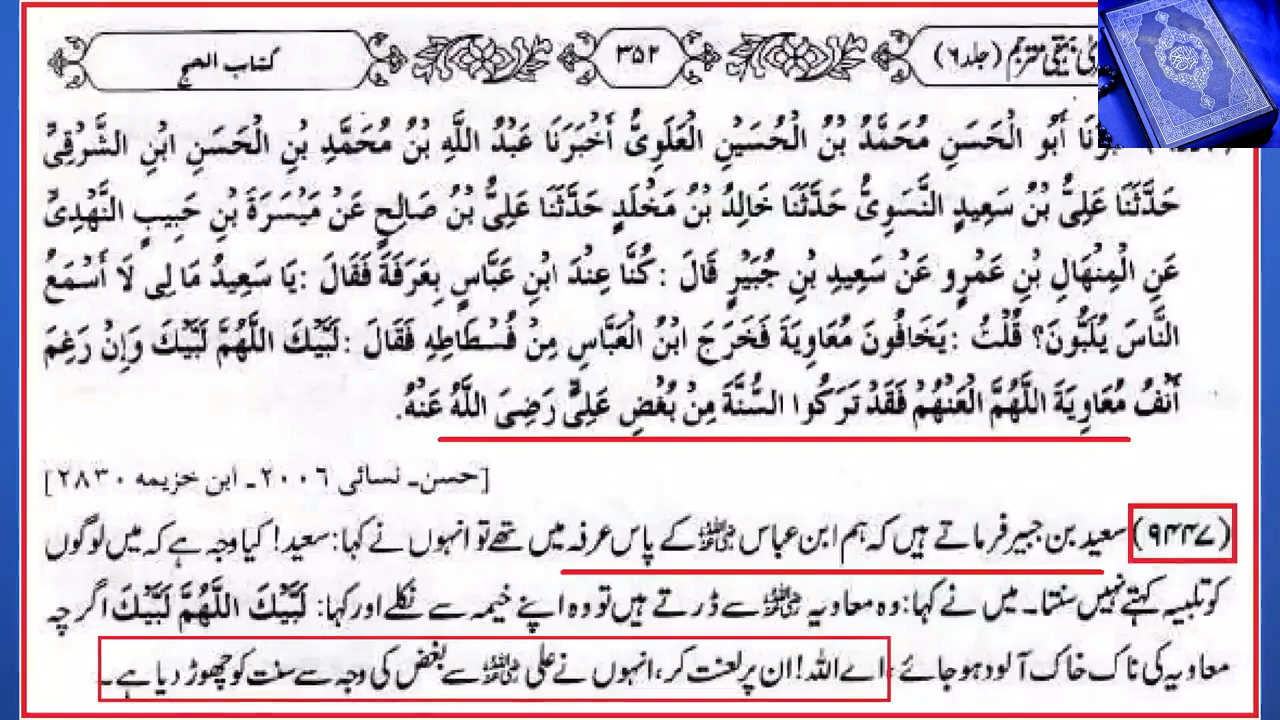 بیہقی مترجم (جلد ۶)
۳۵۲
کتاب الحج
أَبُو الْحَسَنِ مُحَمَّدُ بْنُ الْحُسَيْنِ الْعَلَوِيُّ أَخْبَرَنَا عَبْدُ اللَّهِ بْنُ مُحَمَّدِ بْنِ الْحَسَنِ ابْنِ الشَّرْقِيِّ
حَدَّثَنَا عَلِيُّ بْنُ سَعِيدٍ النَّسَوِيُّ حَدَّثَنَا خَالِدُ بْنُ مَخْلَدٍ حَدَّثَنَا عَلِيُّ بْنُ صَالِحٍ عَنْ مَيْسَرَةَ بْنِ حَبِيبٍ النَّهْدِيِّ
عَنِ الْمِنْهَالِ بْنِ عَمْرٍو عَنْ سَعِيدِ بْنِ جُبَيْرٍ قَالَ : كُنَّا عِنْدَ ابْنِ عَبَّاسٍ بِعَرَفَةَ فَقَالَ : يَا سَعِيدُ مَا لِي لَا أَسْمَعُ
النَّاسَ يُلَبُّونَ؟ قُلْتُ : يَخَافُونَ مُعَاوِيَةَ فَخَرَجَ ابْنُ الْعَبَّاسِ مِنْ فُسْطَاطِهِ فَقَالَ : لَبَّيْكَ اللَّهُمَّ لَبَّيْكَ وَإِنْ رَغِمَ
أَنْفُ مُعَاوِيَةَ اللَّهُمَّ الْعَنْهُمْ فَقَدْ تَرَكُوا السُّنَّةَ مِنْ بُغْضِ عَلِيٍّ رَضِيَ اللَّهُ عَنْهُ.
[حسن۔ نسائی ۲۰۰٦۔ ابن خزیمہ ۲۸۳۰]
(۹۴۴۷) سعید بن جبیر فرماتے ہیں کہ ہم ابن عباس ؓ کے پاس عرفہ میں تھے تو انہوں نے کہا: سعید! کیا وجہ ہے کہ میں لوگوں
کو تلبیہ کہتے نہیں سنتا۔ میں نے کہا: وہ معاویہ ؓ سے ڈرتے ہیں تو وہ اپنے خیمہ سے نکلے اور کہا: لَبَّيْكَ اللَّهُمَّ لَبَّيْكَ اگر چہ
معاویہ کی ناک خاک آلود ہو جائے، اے اللہ! ان پر لعنت کر، انہوں نے علی ؓ سے بغض کی وجہ سے سنت کو چھوڑ دیا ہے۔